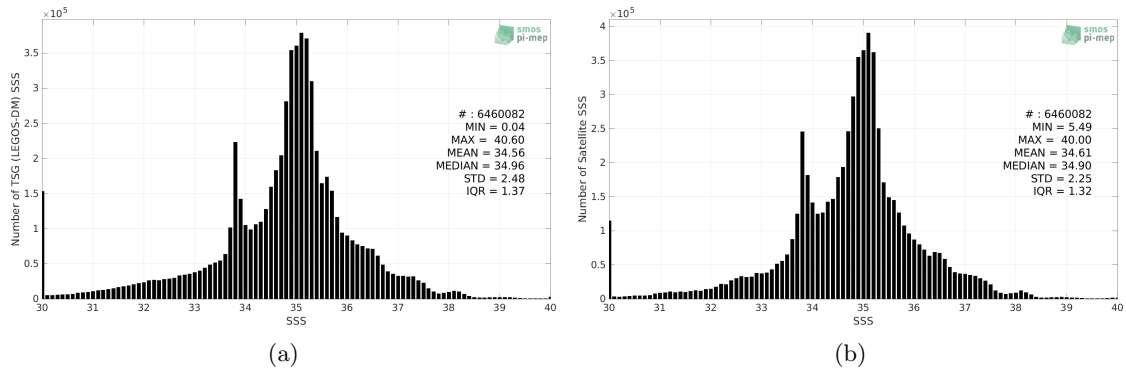 ×10^5
smos
pi-mep
3.5
3
2.5
2
1.5
1
0.5
0
Number of TSG (LEGOS-DM) SSS
# : 6460082
MIN = 0.04
MAX = 40.60
MEAN = 34.56
MEDIAN = 34.96
STD = 2.48
IQR = 1.37
30 31 32 33 34 35 36 37 38 39 40
SSS
(a)
×10^5
smos
pi-mep
4
3.5
3
2.5
2
1.5
1
0.5
0
Number of Satellite SSS
# : 6460082
MIN = 5.49
MAX = 40.00
MEAN = 34.61
MEDIAN = 34.90
STD = 2.25
IQR = 1.32
30 31 32 33 34 35 36 37 38 39 40
SSS
(b)